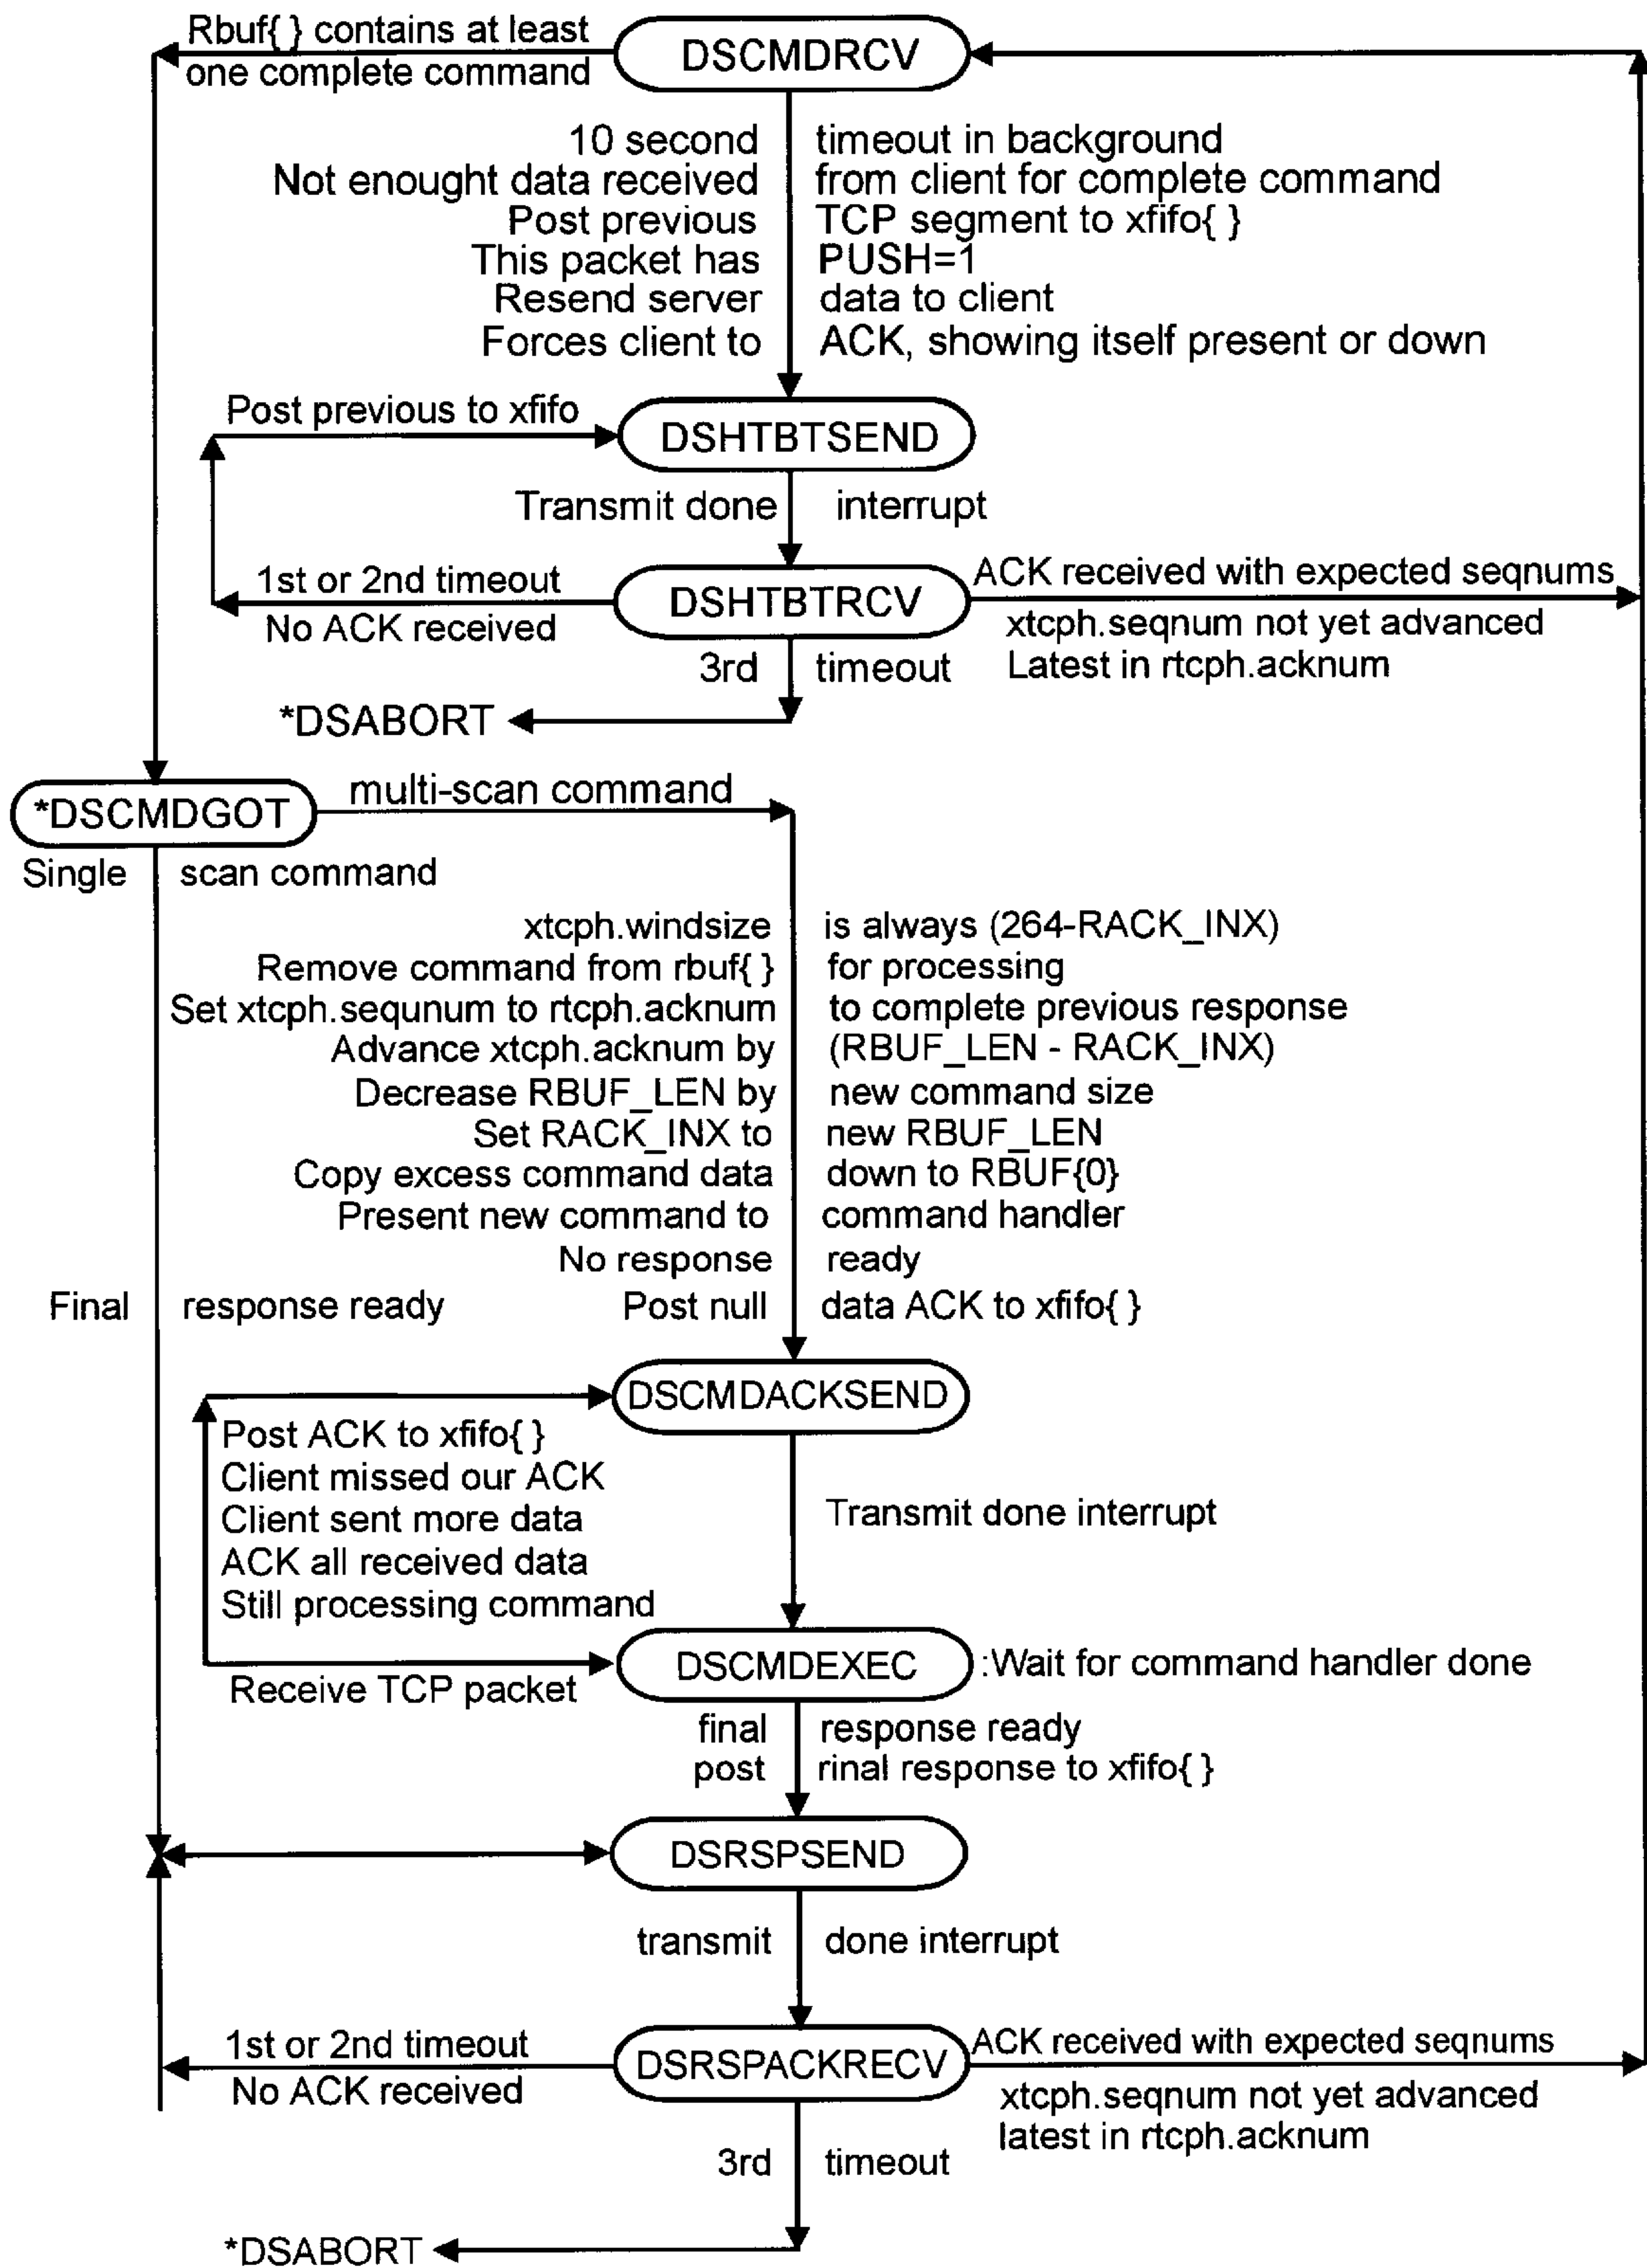 Rbuf{ } contains at least
one complete command
DSCMDRCV
10 second timeout in background
Not enought data received from client for complete command
Post previous TCP segment to xfifo{ }
This packet has PUSH=1
Resend server data to client
Forces client to ACK, showing itself present or down
Post previous to xfifo
DSHTBTSEND
Transmit done interrupt
1st or 2nd timeout
No ACK received
DSHTBTRCV
ACK received with expected seqnums
xtcph.seqnum not yet advanced
Latest in rtcph.acknum
3rd timeout
*DSABORT
*DSCMDGOT
multi-scan command
Single scan command
xtcph.windsize is always (264-RACK_INX)
Remove command from rbuf{ } for processing
Set xtcph.sequnum to rtcph.acknum to complete previous response
Advance xtcph.acknum by (RBUF_LEN - RACK_INX)
Decrease RBUF_LEN by new command size
Set RACK_INX to new RBUF_LEN
Copy excess command data down to RBUF{0}
Present new command to command handler
No response ready
Final response ready
Post null data ACK to xfifo{ }
DSCMDACKSEND
Post ACK to xfifo{ }
Client missed our ACK
Client sent more data
ACK all received data
Still processing command
Transmit done interrupt
Receive TCP packet
DSCMDEXEC
:Wait for command handler done
final response ready
post rinal response to xfifo{ }
DSRSPSEND
transmit done interrupt
1st or 2nd timeout
No ACK received
DSRSPACKRECV
ACK received with expected seqnums
xtcph.seqnum not yet advanced
latest in rtcph.acknum
3rd timeout
*DSABORT